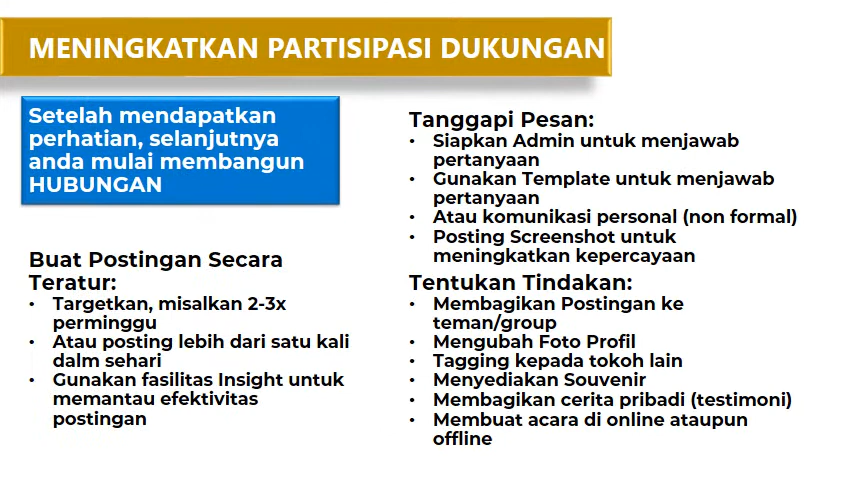 MENINGKATKAN PARTISIPASI DUKUNGAN
Setelah mendapatkan
perhatian, selanjutnya
anda mulai membangun
HUBUNGAN
Buat Postingan Secara
Teratur:
• Targetkan, misalkan 2-3x
perminggu
• Atau posting lebih dari satu kali
dalm sehari
• Gunakan fasilitas Insight untuk
memantau efektivitas
postingan
Tanggapi Pesan:
• Siapkan Admin untuk menjawab
pertanyaan
• Gunakan Template untuk menjawab
pertanyaan
• Atau komunikasi personal (non formal)
• Posting Screenshot untuk
meningkatkan kepercayaan
Tentukan Tindakan:
• Membagikan Postingan ke
teman/group
• Mengubah Foto Profil
• Tagging kepada tokoh lain
• Menyediakan Souvenir
• Membagikan cerita pribadi (testimoni)
• Membuat acara di online ataupun
offline